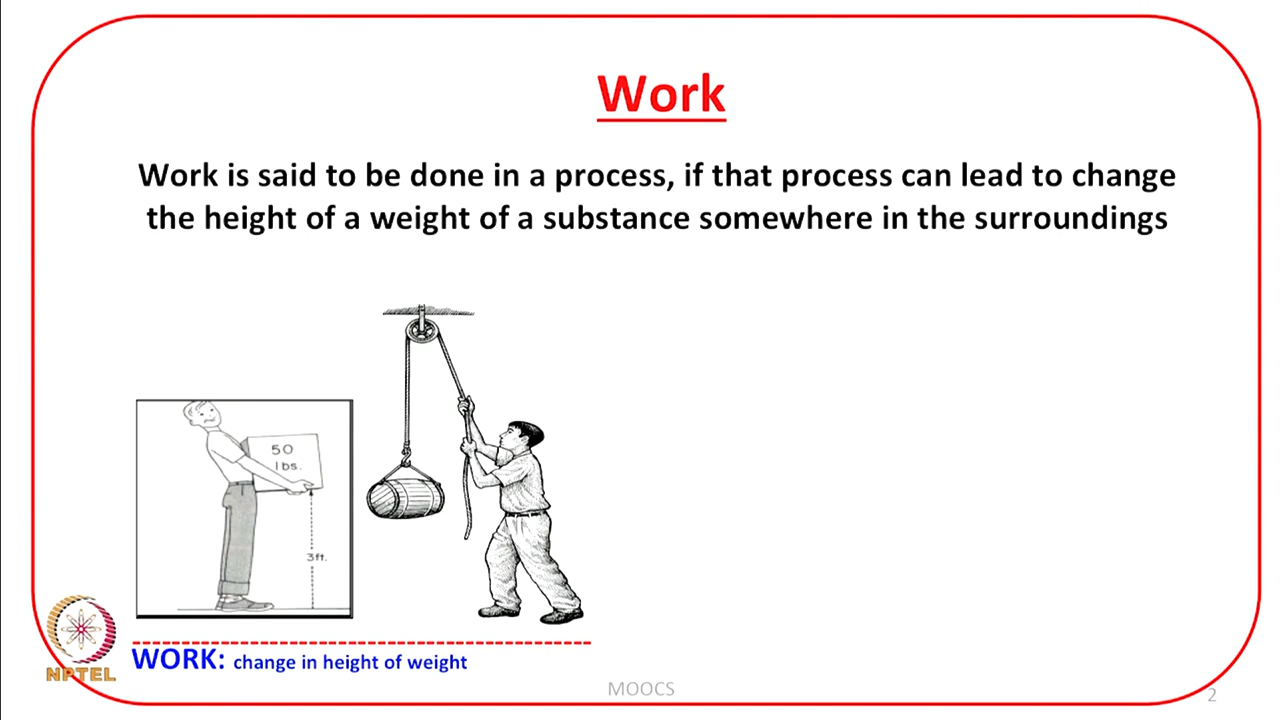 Work
Work is said to be done in a process, if that process can lead to change
the height of a weight of a substance somewhere in the surroundings
50
lbs.
3ft.
WORK: change in height of weight
NPTEL
MOOCS
2